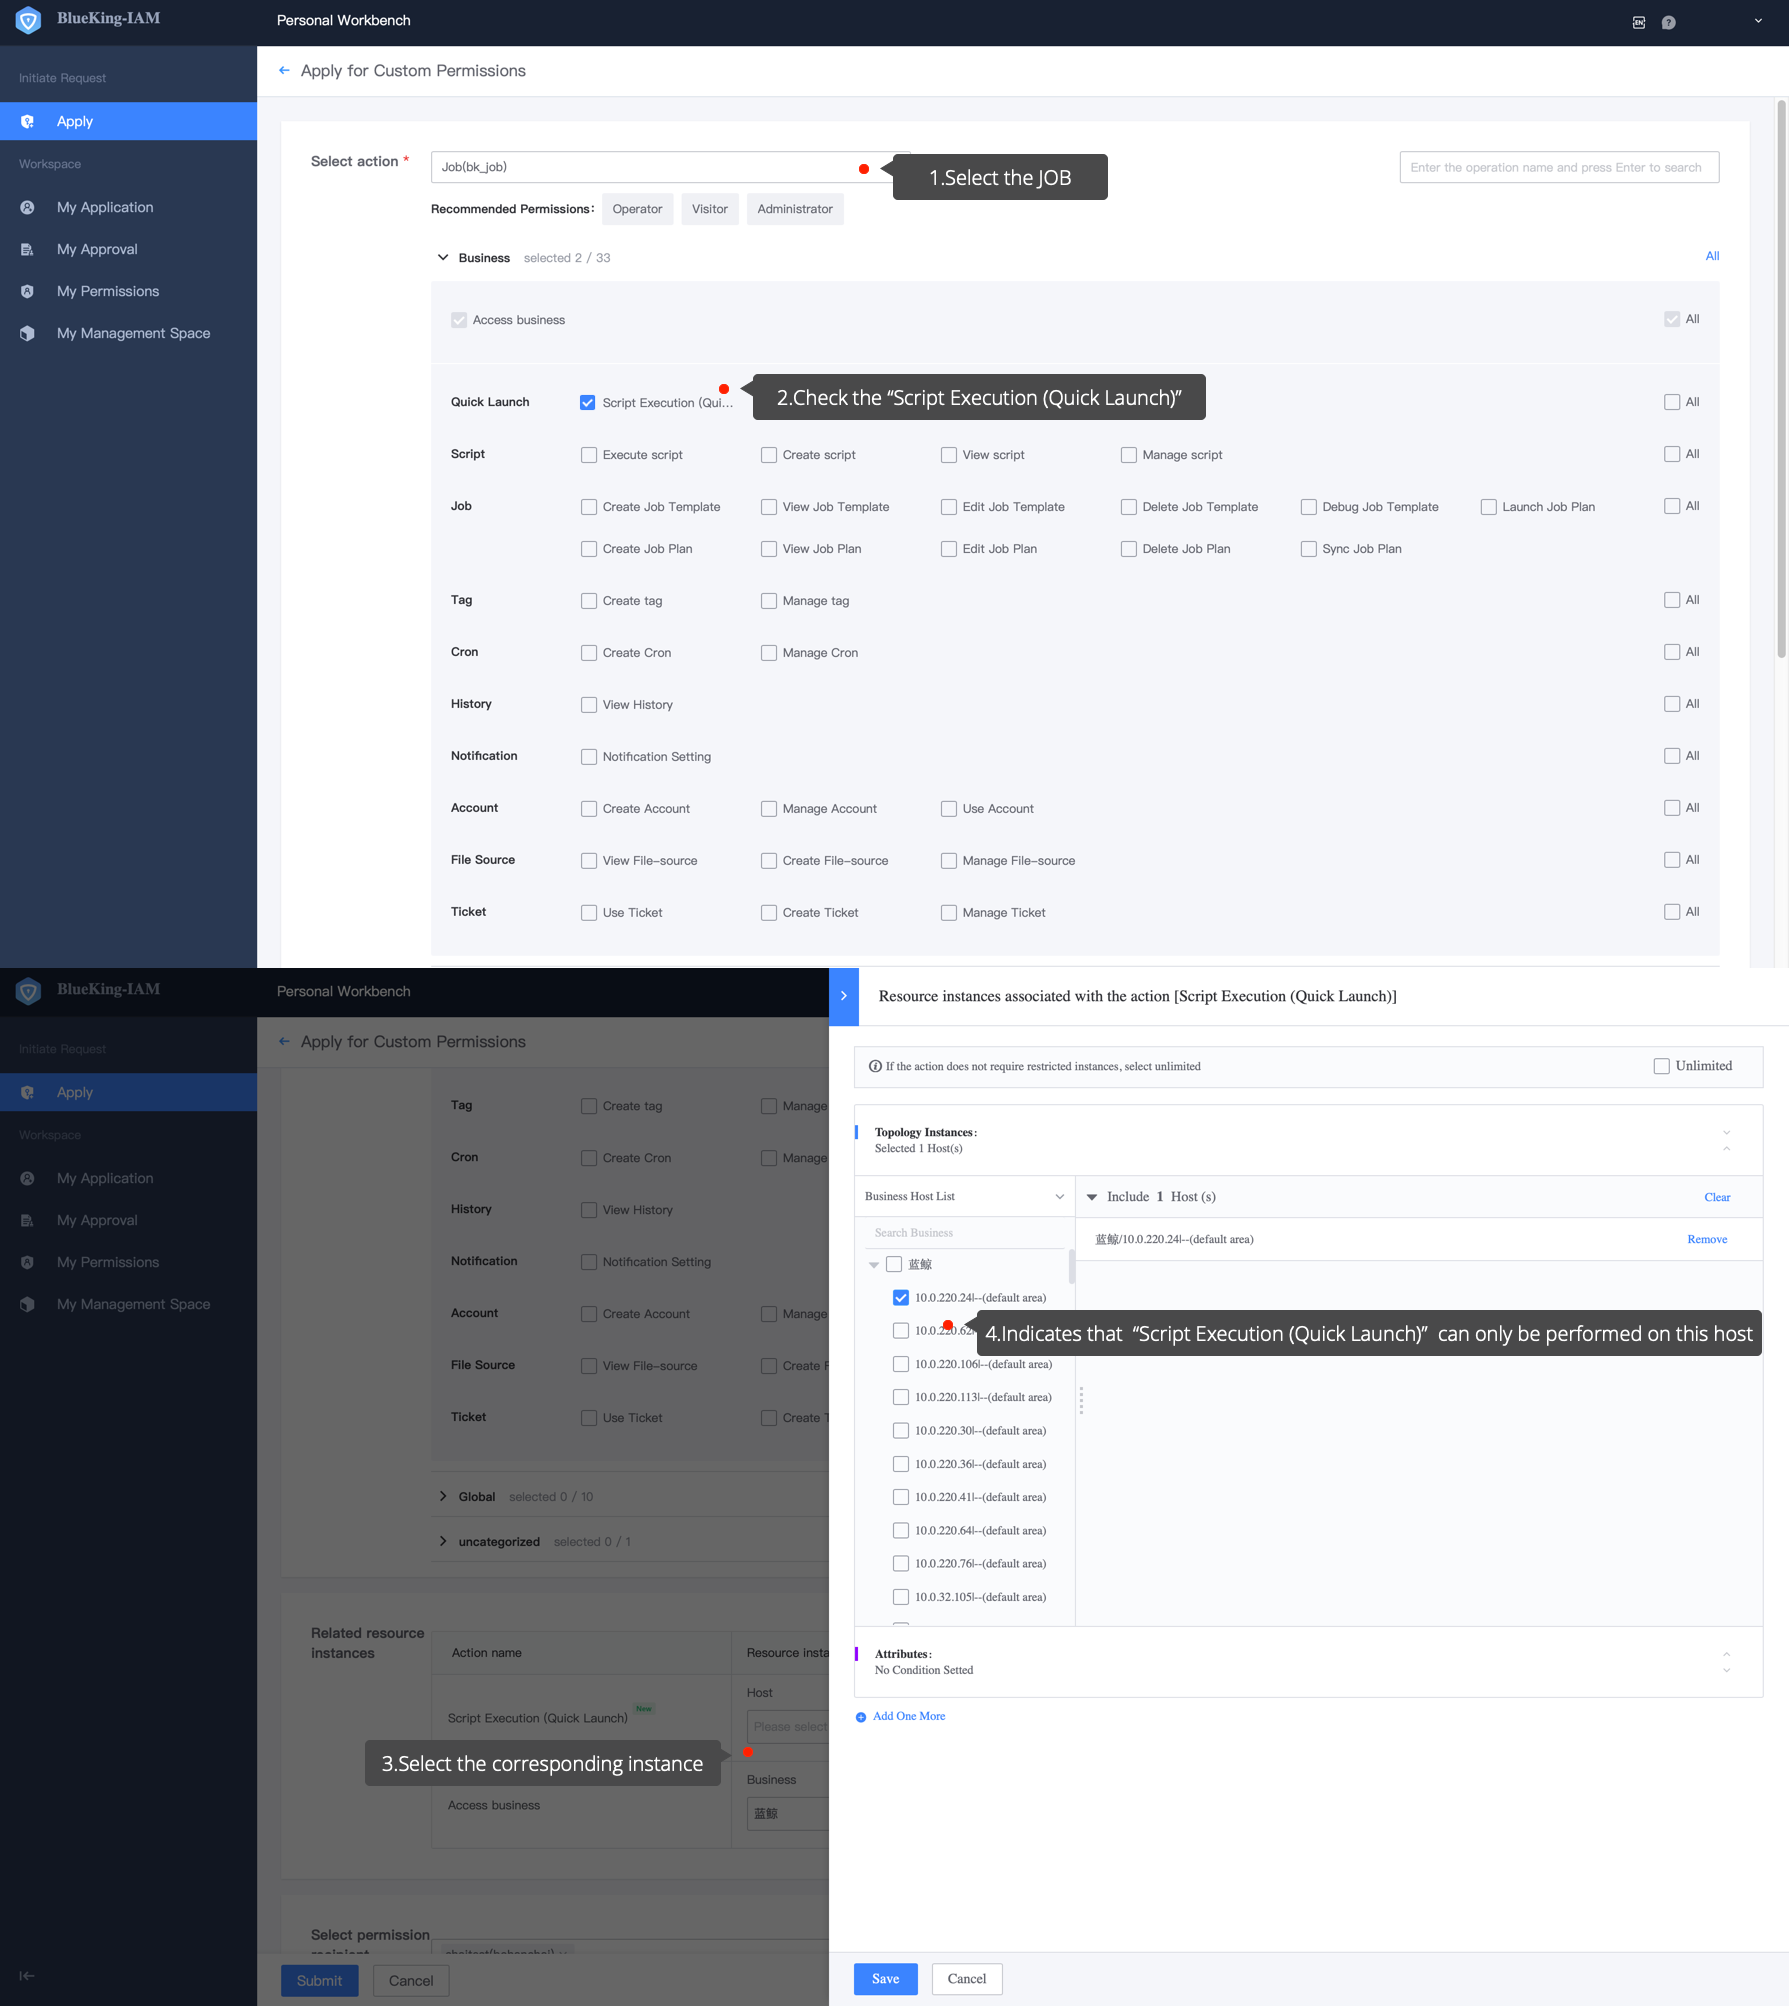 BlueKing-IAM
Personal Workbench
EN
?
Initiate Request
← Apply for Custom Permissions
Apply
Workspace
My Application
My Approval
My Permissions
My Management Space
Select action *
Job(bk_job)
1.Select the JOB
Enter the operation name and press Enter to search
Recommended Permissions: Operator Visitor Administrator
Business selected 2 / 33 All
Access business All
Quick Launch Script Execution (Qui... All
2.Check the “Script Execution (Quick Launch)”
Script Execute script Create script View script Manage script All
Job Create Job Template View Job Template Edit Job Template Delete Job Template Debug Job Template Launch Job Plan All
Create Job Plan View Job Plan Edit Job Plan Delete Job Plan Sync Job Plan
Tag Create tag Manage tag All
Cron Create Cron Manage Cron All
History View History All
Notification Notification Setting All
Account Create Account Manage Account Use Account All
File Source View File-source Create File-source Manage File-source All
Ticket Use Ticket Create Ticket Manage Ticket All
BlueKing-IAM
Personal Workbench
Initiate Request
← Apply for Custom Permissions
Apply
Workspace
My Application
My Approval
My Permissions
My Management Space
Tag Create tag Manage
Cron Create Cron Manage
History View History
Notification Notification Setting
Account Create Account Manage
File Source View File-source Create F
Ticket Use Ticket Create T
Global selected 0 / 10
uncategorized selected 0 / 1
Related resource
instances
Action name Resource insta
Host
Script Execution (Quick Launch) New
Please select
3.Select the corresponding instance
Business
Access business
蓝鲸
Select permission
Submit Cancel
Resource instances associated with the action [Script Execution (Quick Launch)]
If the action does not require restricted instances, select unlimited
Unlimited
Topology Instances:
Selected 1 Host(s)
Business Host List
Include 1 Host (s) Clear
Search Business
蓝鲸/10.0.220.24|--(default area) Remove
蓝鲸
10.0.220.24|--(default area)
10.0.220.62|
4.Indicates that “Script Execution (Quick Launch)” can only be performed on this host
10.0.220.106|--(default area)
10.0.220.113|--(default area)
10.0.220.30|--(default area)
10.0.220.36|--(default area)
10.0.220.41|--(default area)
10.0.220.64|--(default area)
10.0.220.76|--(default area)
10.0.32.105|--(default area)
Attributes:
No Condition Setted
Add One More
Save Cancel